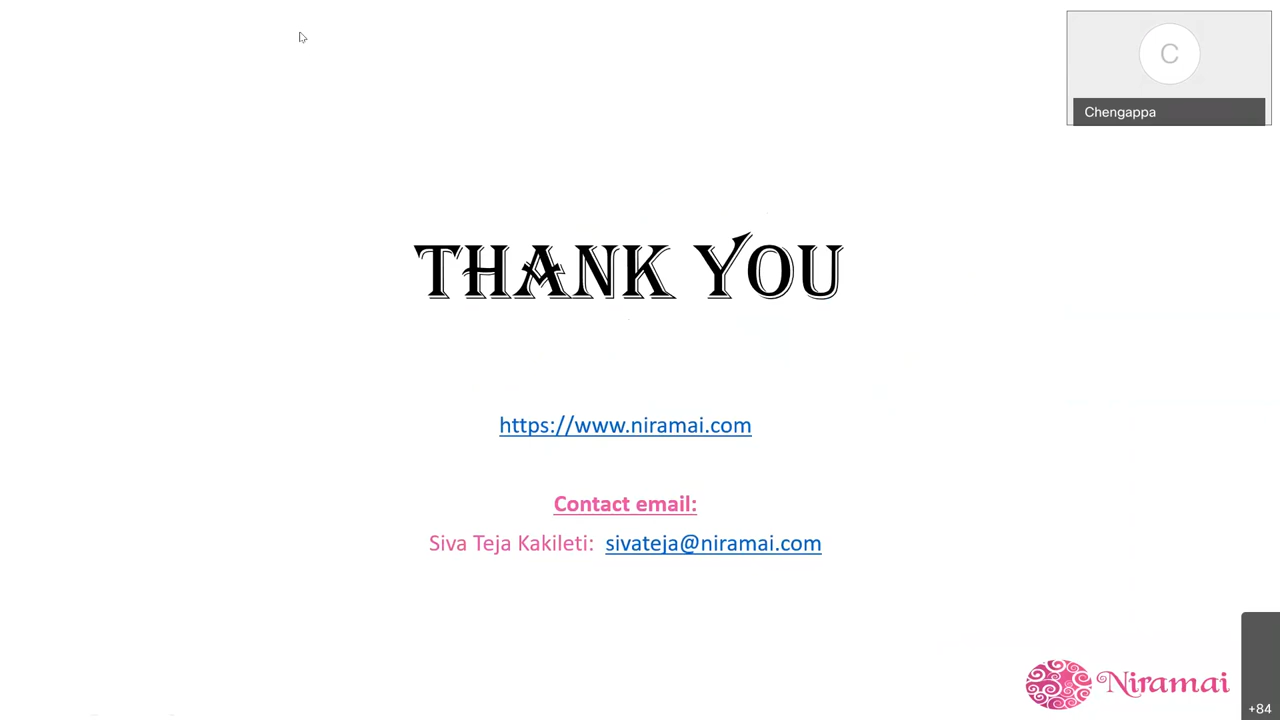 C
Chengappa
THANK YOU
https://www.niramai.com
Contact email:
Siva Teja Kakileti: sivateja@niramai.com
Niramai
+84